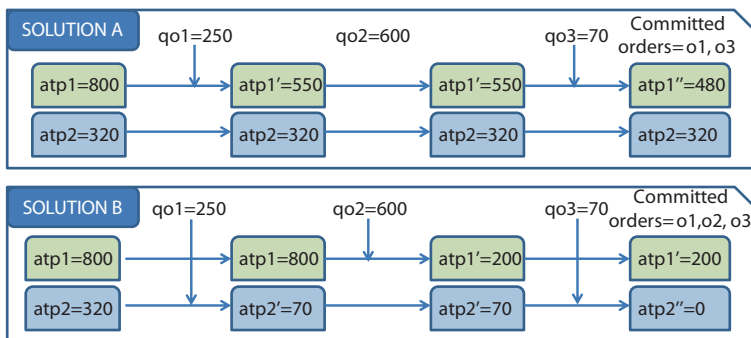 SOLUTION A
qo1=250
qo2=600
qo3=70
Committed
orders=o1, o3
atp1=800
atp1’=550
atp1’=550
atp1’’=480
atp2=320
atp2=320
atp2=320
atp2=320
SOLUTION B
qo1=250
qo2=600
qo3=70
Committed
orders=o1,o2, o3
atp1=800
atp1=800
atp1’=200
atp1’=200
atp2=320
atp2’=70
atp2’=70
atp2’’=0